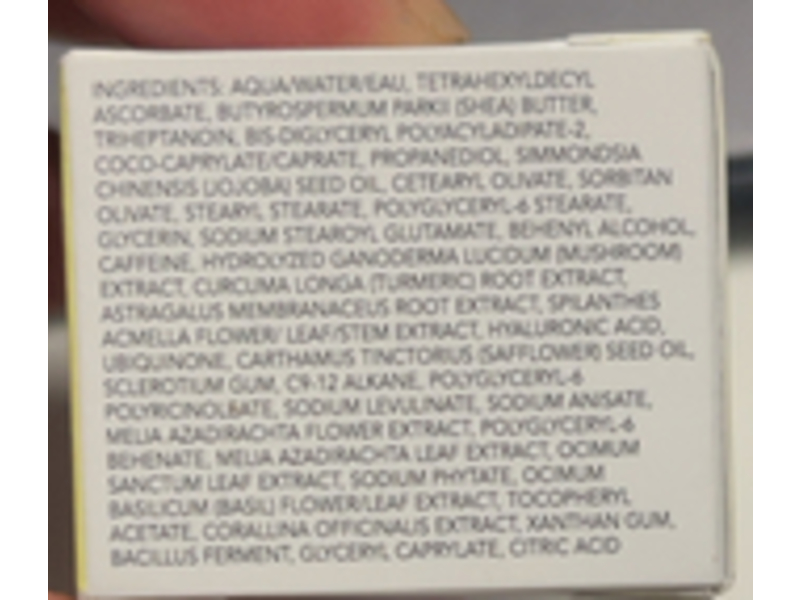 INGREDIENTS: AQUA/WATER/EAU, TETRAHEXYLDECYL
ASCORBATE, BUTYROSPERMUM PARKII (SHEA) BUTTER,
TRIHEPTANOIN, BIS-DIGLYCERYL POLYACYLADIPATE-2,
COCO-CAPRYLATE/CAPRATE, PROPANEDIOL, SIMMONDSIA
CHINENSIS (JOJOBA) SEED OIL, CETEARYL OLIVATE, SORBITAN
OLIVATE, STEARYL STEARATE, POLYGLYCERYL-6 STEARATE,
GLYCERIN, SODIUM STEAROYL GLUTAMATE, BEHENYL ALCOHOL,
CAFFEINE, HYDROLYZED GANODERMA LUCIDUM (MUSHROOM)
EXTRACT, CURCUMA LONGA (TURMERIC) ROOT EXTRACT,
ASTRAGALUS MEMBRANACEUS ROOT EXTRACT, SPILANTHES
ACMELLA FLOWER/ LEAF/STEM EXTRACT, HYALURONIC ACID,
UBIQUINONE, CARTHAMUS TINCTORIUS (SAFFLOWER) SEED OIL,
SCLEROTIUM GUM, C9-12 ALKANE, POLYGLYCERYL-6
POLYRICINOLEATE, SODIUM LEVULINATE, SODIUM ANISATE,
MELIA AZADIRACHTA FLOWER EXTRACT, POLYGLYCERYL-6
BEHENATE, MELIA AZADIRACHTA LEAF EXTRACT, OCIMUM
SANCTUM LEAF EXTRACT, SODIUM PHYTATE, OCIMUM
BASILICUM (BASIL) FLOWER/LEAF EXTRACT, TOCOPHERYL
ACETATE, CORALLINA OFFICINALIS EXTRACT, XANTHAN GUM,
BACILLUS FERMENT, GLYCERYL CAPRYLATE, CITRIC ACID